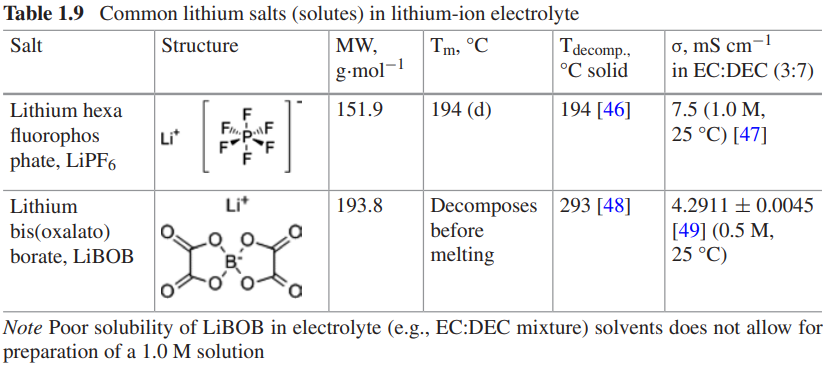 Table 1.9 Common lithium salts (solutes) in lithium-ion electrolyte
Salt Structure MW, g·mol−1 Tm, °C Tdecomp., °C solid σ, mS cm−1 in EC:DEC (3:7)
Lithium hexa
fluorophos
phate, LiPF6
Li+
F
F F
P
F F
F
-
151.9
194 (d)
194 [46]
7.5 (1.0 M,
25 °C) [47]
Lithium
bis(oxalato)
borate, LiBOB
Li+
O O O O
B-
O O O O
193.8
Decomposes
before
melting
293 [48]
4.2911 ± 0.0045
[49] (0.5 M,
25 °C)
Note Poor solubility of LiBOB in electrolyte (e.g., EC:DEC mixture) solvents does not allow for
preparation of a 1.0 M solution